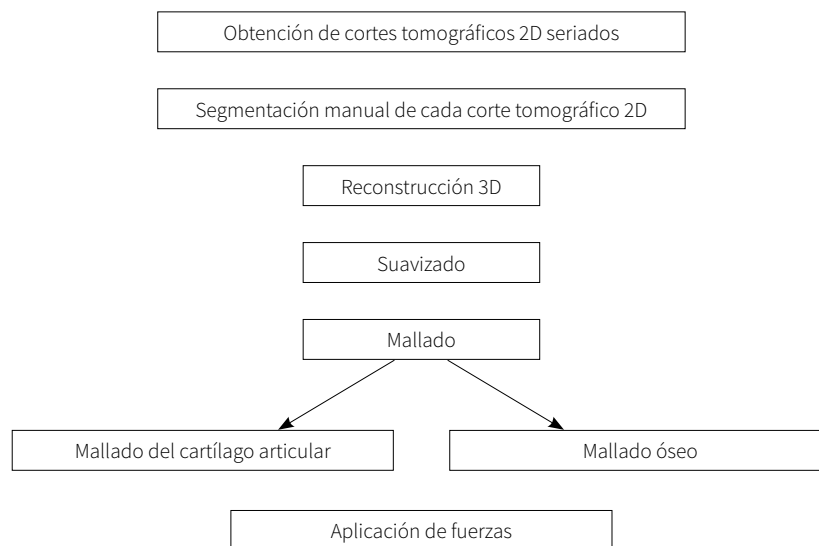 Obtención de cortes tomográficos 2D seriados
Segmentación manual de cada corte tomográfico 2D
Reconstrucción 3D
Suavizado
Mallado
Mallado del cartílago articular
Mallado óseo
Aplicación de fuerzas